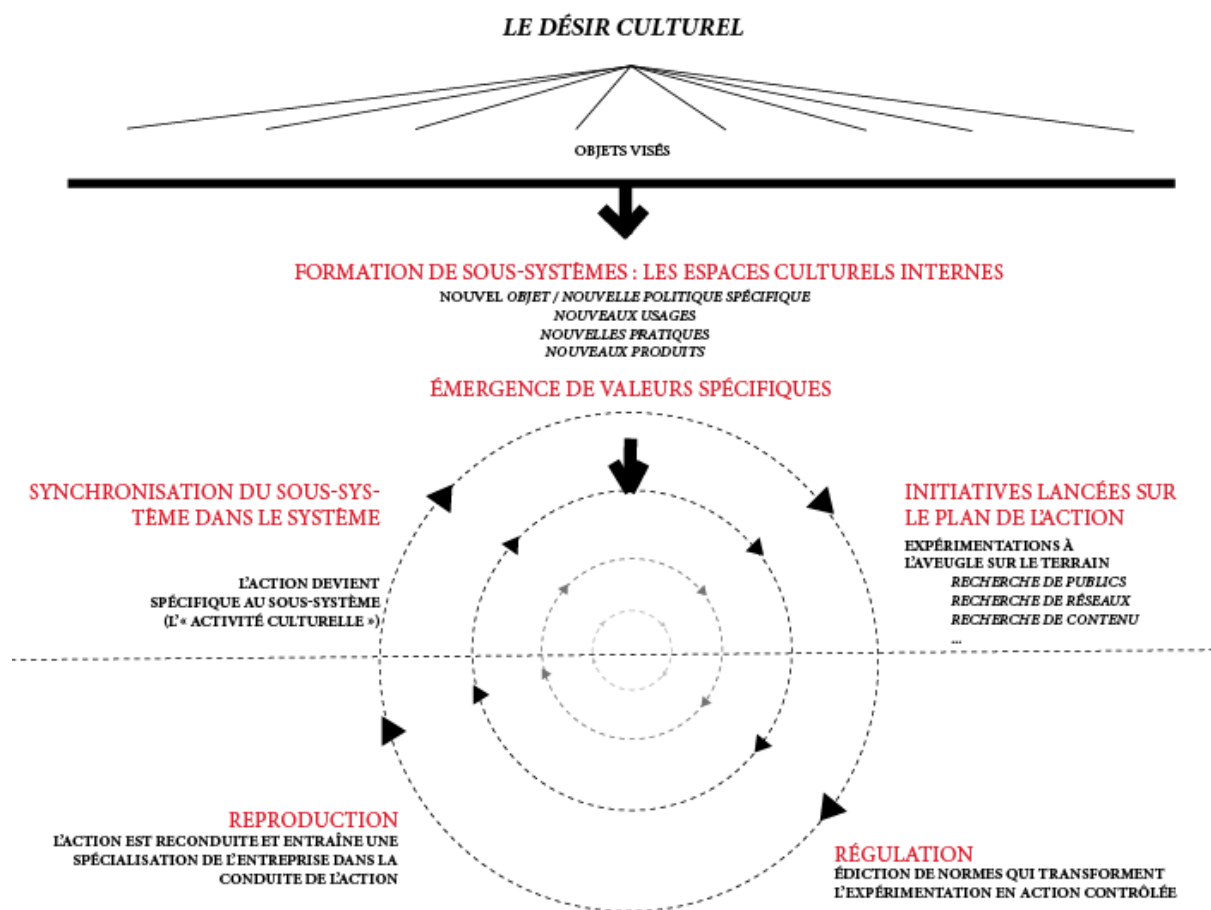 LE DÉSIR CULTUREL
OBJETS VISÉS
FORMATION DE SOUS-SYSTÈMES : LES ESPACES CULTURELS INTERNES
NOUVEL OBJET / NOUVELLE POLITIQUE SPÉCIFIQUE
NOUVEAUX USAGES
NOUVELLES PRATIQUES
NOUVEAUX PRODUITS
ÉMERGENCE DE VALEURS SPÉCIFIQUES
SYNCHRONISATION DU SOUS-SYS-
TÈME DANS LE SYSTÈME
L'ACTION DEVIENT
SPÉCIFIQUE AU SOUS-SYSTÈME
(L'« ACTIVITÉ CULTURELLE »)
INITIATIVES LANCÉES SUR
LE PLAN DE L'ACTION
EXPÉRIMENTATIONS À
L'AVEUGLE SUR LE TERRAIN
RECHERCHE DE PUBLICS
RECHERCHE DE RÉSEAUX
RECHERCHE DE CONTENU
...
REPRODUCTION
L'ACTION EST RECONDUITE ET ENTRAÎNE UNE
SPÉCIALISATION DE L'ENTREPRISE DANS LA
CONDUITE DE L'ACTION
RÉGULATION
ÉDICTION DE NORMES QUI TRANSFORMENT
L'EXPÉRIMENTATION EN ACTION CONTRÔLÉE